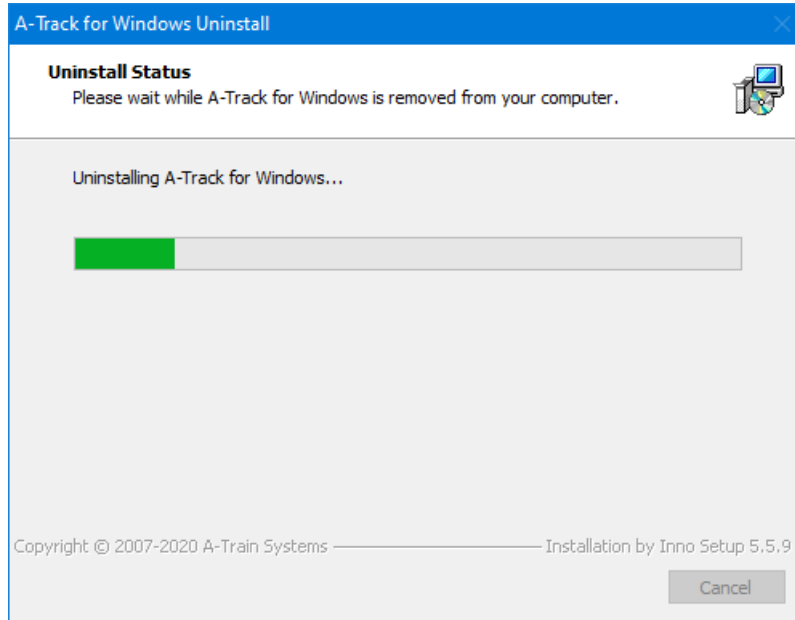 A-Track for Windows Uninstall
Uninstall Status
Please wait while A-Track for Windows is removed from your computer.
Uninstalling A-Track for Windows...
Copyright © 2007-2020 A-Train Systems
Installation by Inno Setup 5.5.9
Cancel